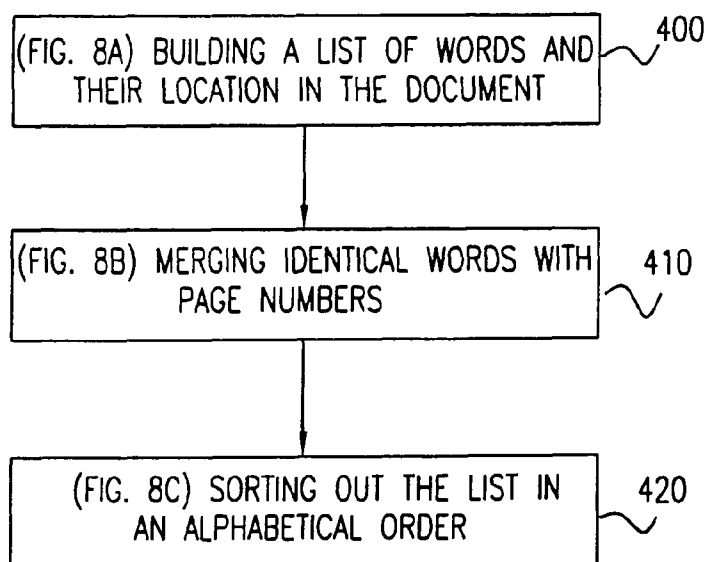 (FIG. 8A) BUILDING A LIST OF WORDS AND
THEIR LOCATION IN THE DOCUMENT
400
(FIG. 8B) MERGING IDENTICAL WORDS WITH
PAGE NUMBERS
410
(FIG. 8C) SORTING OUT THE LIST IN
AN ALPHABETICAL ORDER
420